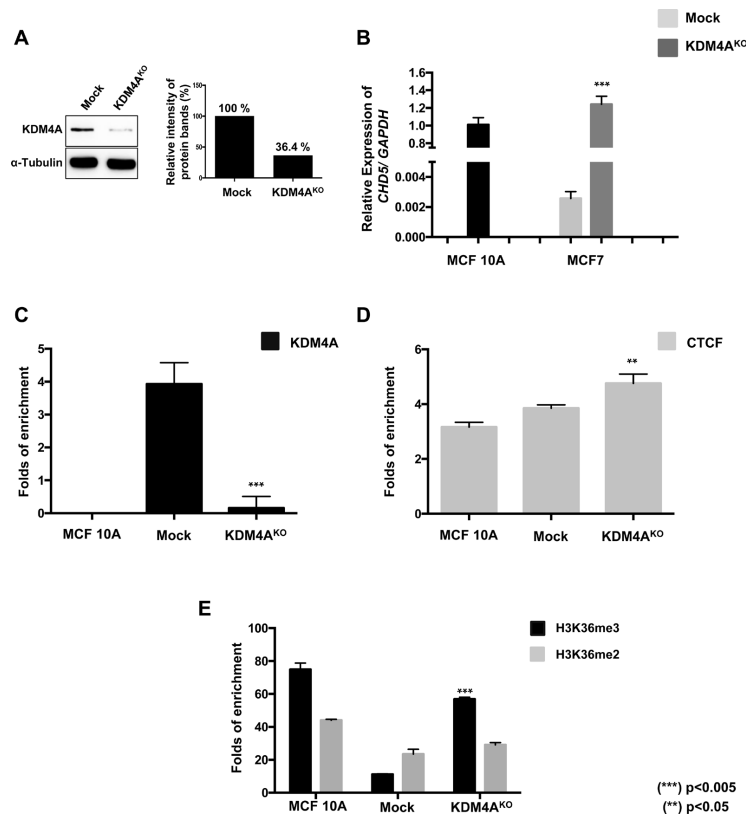 Mock
KDM4AKO
A
Mock
KDM4AKO
KDM4A
α-Tubulin
Relative intensity of
protein bands (%)
150
100
50
0
100 %
36.4 %
Mock
KDM4AKO
B
Relative Expression of
CHD5/ GAPDH
1.6
1.4
1.2
1.0
0.8
0.004
0.002
0.000
***
MCF 10A
MCF7
C
KDM4A
Folds of enrichment
5
4
3
2
1
0
***
MCF 10A
Mock
KDM4AKO
D
CTCF
Folds of enrichment
6
4
2
0
**
MCF 10A
Mock
KDM4AKO
E
H3K36me3
H3K36me2
Folds of enrichment
100
80
60
40
20
0
***
MCF 10A
Mock
KDM4AKO
(***) p<0.005
(**) p<0.05